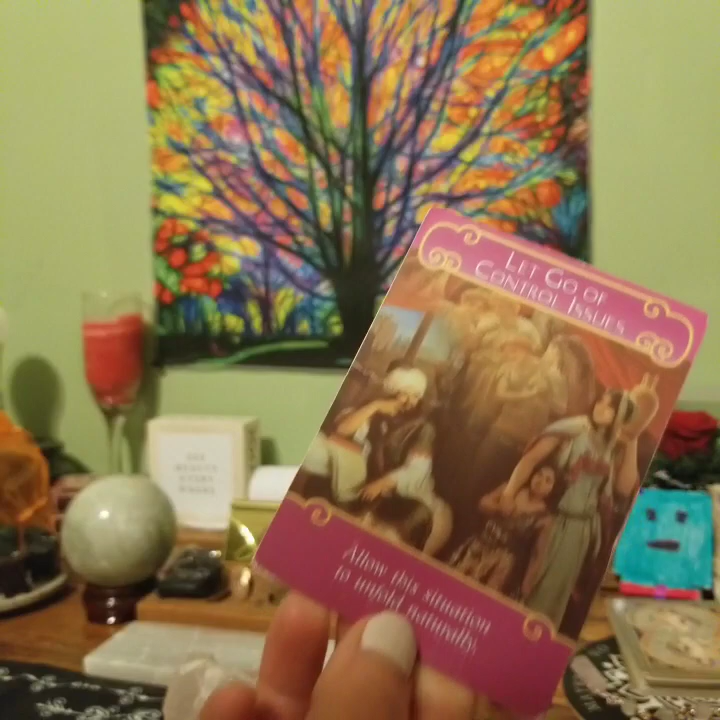 LET GO OF
CONTROL ISSUES
Allow this situation
to unfold naturally.